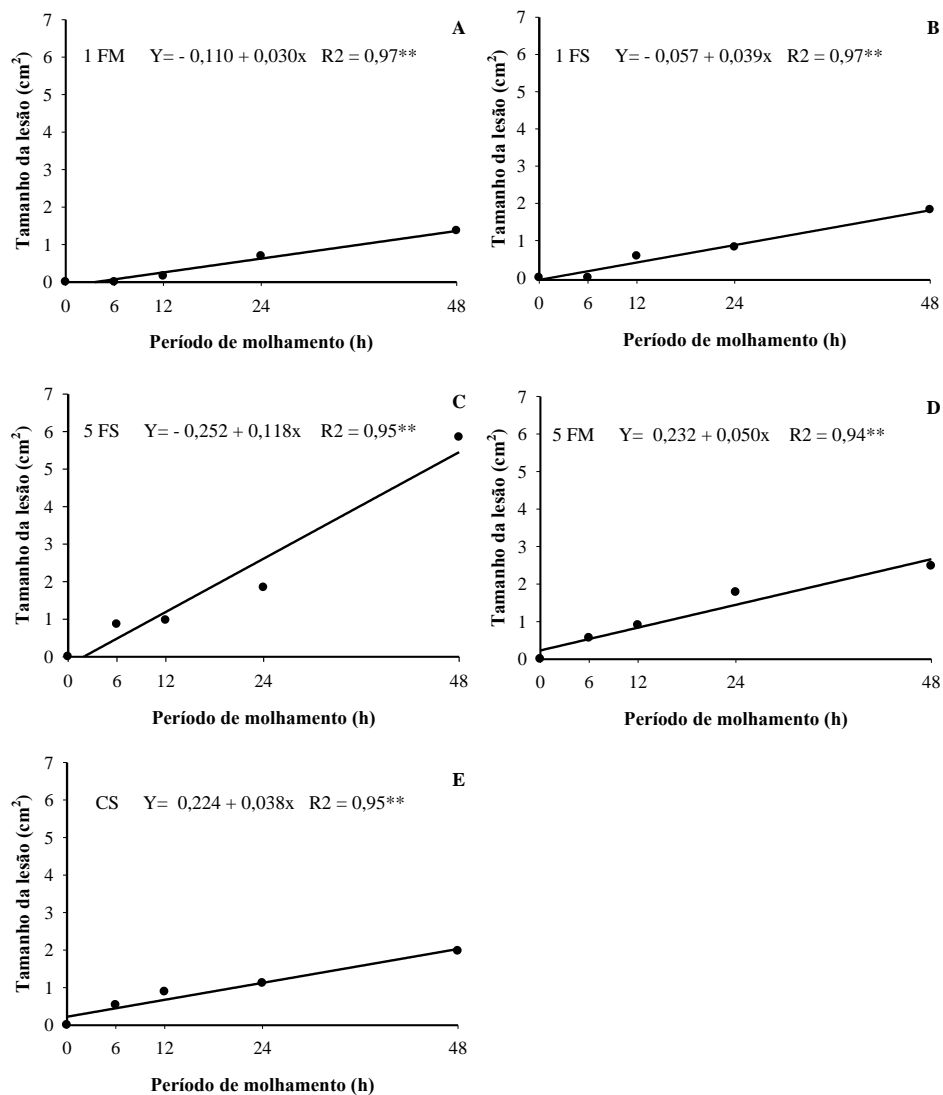 A
1 FM Y= - 0,110 + 0,030x R2 = 0,97**
Tamanho da lesão (cm²)
7
6
5
4
3
2
1
0
0 6 12 24 48
Período de molhamento (h)
B
1 FS Y= - 0,057 + 0,039x R2 = 0,97**
Tamanho da lesão (cm²)
7
6
5
4
3
2
1
0
0 6 12 24 48
Período de molhamento (h)
C
5 FS Y= - 0,252 + 0,118x R2 = 0,95**
Tamanho da lesão (cm²)
7
6
5
4
3
2
1
0
0 6 12 24 48
Período de molhamento (h)
D
5 FM Y= 0,232 + 0,050x R2 = 0,94**
Tamanho da lesão (cm²)
7
6
5
4
3
2
1
0
0 6 12 24 48
Período de molhamento (h)
E
CS Y= 0,224 + 0,038x R2 = 0,95**
Tamanho da lesão (cm²)
7
6
5
4
3
2
1
0
0 6 12 24 48
Período de molhamento (h)